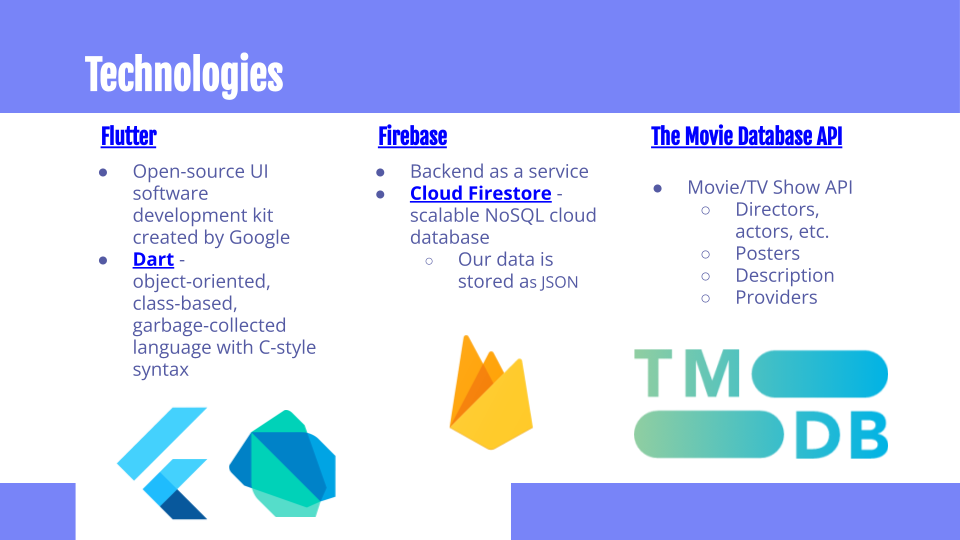 Technologies
Flutter
● Open-source UI
software
development kit
created by Google
● Dart -
object-oriented,
class-based,
garbage-collected
language with C-style
syntax
Firebase
● Backend as a service
● Cloud Firestore -
scalable NoSQL cloud
database
○ Our data is
stored as JSON
The Movie Database API
● Movie/TV Show API
○ Directors,
actors, etc.
○ Posters
○ Description
○ Providers
TM
DB